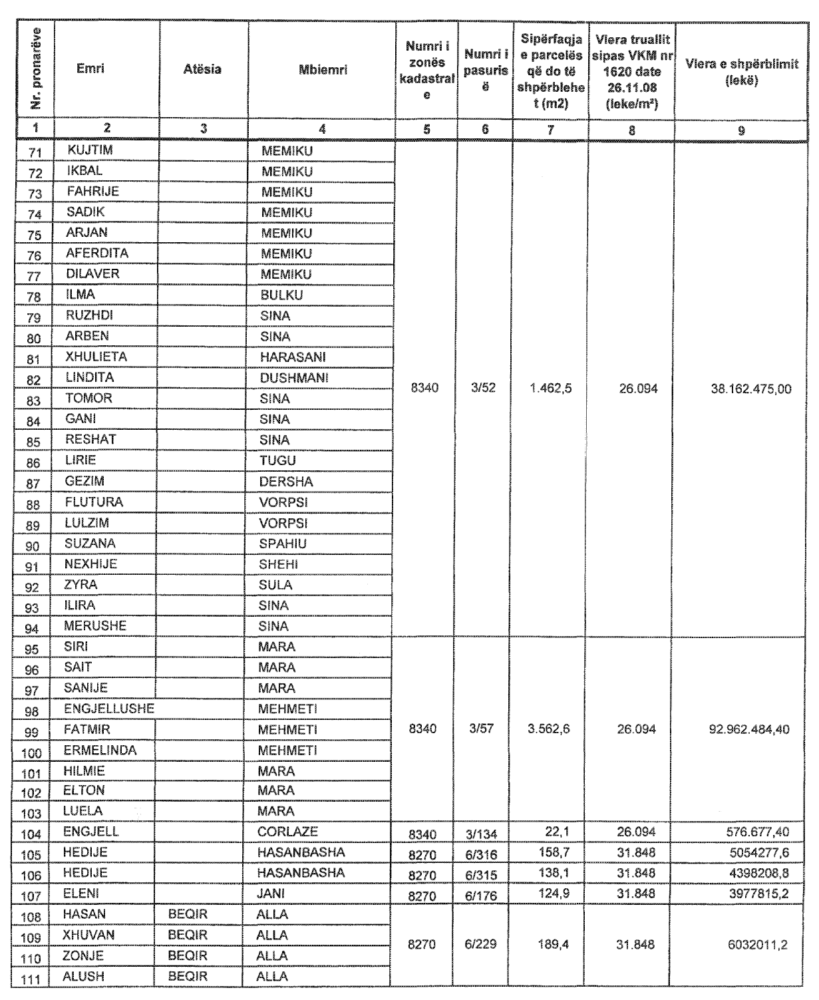 Nr. pronarëve | Emri | Atësia | Mbiemri | Numri i zonës kadastral e | Numri i pasuris ë | Sipërfaqja e parcelës që do të shpërblehe t (m2) | Vlera truallit sipas VKM nr 1620 date 26.11.08 (leke/m²) | Vlera e shpërblimit (lekë)
1 | 2 | 3 | 4 | 5 | 6 | 7 | 8 | 9
71 KUJTIM MEMIKU
72 IKBAL MEMIKU
73 FAHRIJE MEMIKU
74 SADIK MEMIKU
75 ARJAN MEMIKU
76 AFERDITA MEMIKU
77 DILAVER MEMIKU
78 ILMA BULKU
79 RUZHDI SINA
80 ARBEN SINA
81 XHULIETA HARASANI
82 LINDITA DUSHMANI
8340 3/52 1.462,5 26.094 38.162.475,00
83 TOMOR SINA
84 GANI SINA
85 RESHAT SINA
86 LIRIE TUGU
87 GEZIM DERSHA
88 FLUTURA VORPSI
89 LULZIM VORPSI
90 SUZANA SPAHIU
91 NEXHIJE SHEHI
92 ZYRA SULA
93 ILIRA SINA
94 MERUSHE SINA
95 SIRI MARA
96 SAIT MARA
97 SANIJE MARA
98 ENGJELLUSHE MEHMETI
99 FATMIR MEHMETI 8340 3/57 3.562,6 26.094 92.962.484,40
100 ERMELINDA MEHMETI
101 HILMIE MARA
102 ELTON MARA
103 LUELA MARA
104 ENGJELL CORLAZE 8340 3/134 22,1 26.094 576.677,40
105 HEDIJE HASANBASHA 8270 6/316 158,7 31.848 5054277,6
106 HEDIJE HASANBASHA 8270 6/315 138,1 31.848 4398208,8
107 ELENI JANI 8270 6/176 124,9 31.848 3977815,2
108 HASAN BEQIR ALLA
109 XHUVAN BEQIR ALLA
8270 6/229 189,4 31.848 6032011,2
110 ZONJE BEQIR ALLA
111 ALUSH BEQIR ALLA